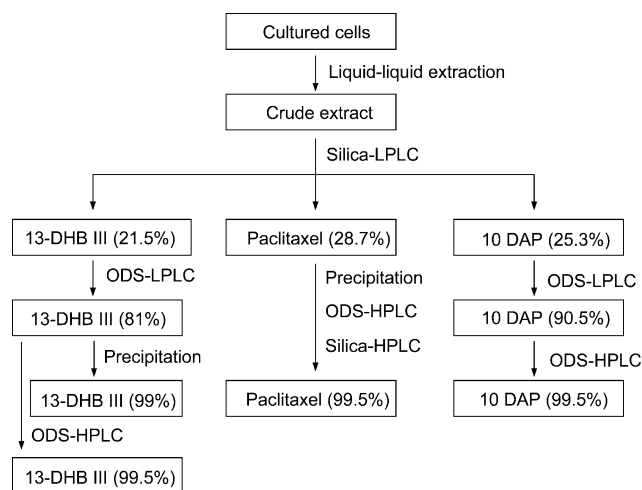 Cultured cells
Liquid-liquid extraction
Crude extract
Silica-LPLC
13-DHB III (21.5%)
Paclitaxel (28.7%)
10 DAP (25.3%)
ODS-LPLC
Precipitation
ODS-LPLC
ODS-HPLC
13-DHB III (81%)
10 DAP (90.5%)
Silica-HPLC
Precipitation
ODS-HPLC
13-DHB III (99%)
Paclitaxel (99.5%)
10 DAP (99.5%)
ODS-HPLC
13-DHB III (99.5%)